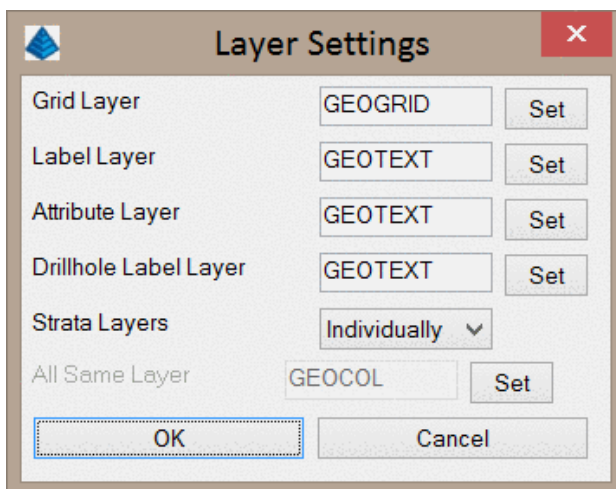 Layer Settings
Grid Layer GEOGRID Set
Label Layer GEOTEXT Set
Attribute Layer GEOTEXT Set
Drillhole Label Layer GEOTEXT Set
Strata Layers Individually
All Same Layer GEOCOL Set
OK Cancel